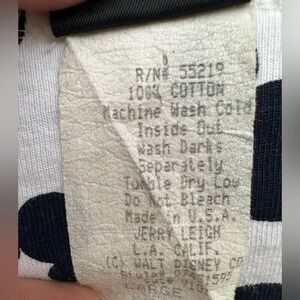 R/N# 55219
100% COTTON
Machine Wash Cold
Inside Out
Wash Darks
Separately
Tumble Dry Low
Do Not Bleach
Made in U.S.A.
JERRY LEIGH
L.A. CALIF.
(C) WALT DISNEY CO
LARGE